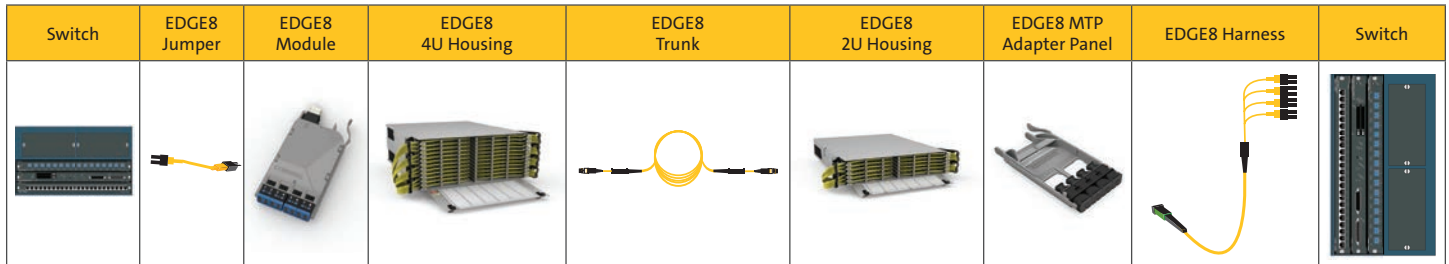 Switch
EDGE8
Jumper
EDGE8
Module
EDGE8
4U Housing
EDGE8
Trunk
EDGE8
2U Housing
EDGE8 MTP
Adapter Panel
EDGE8 Harness
Switch